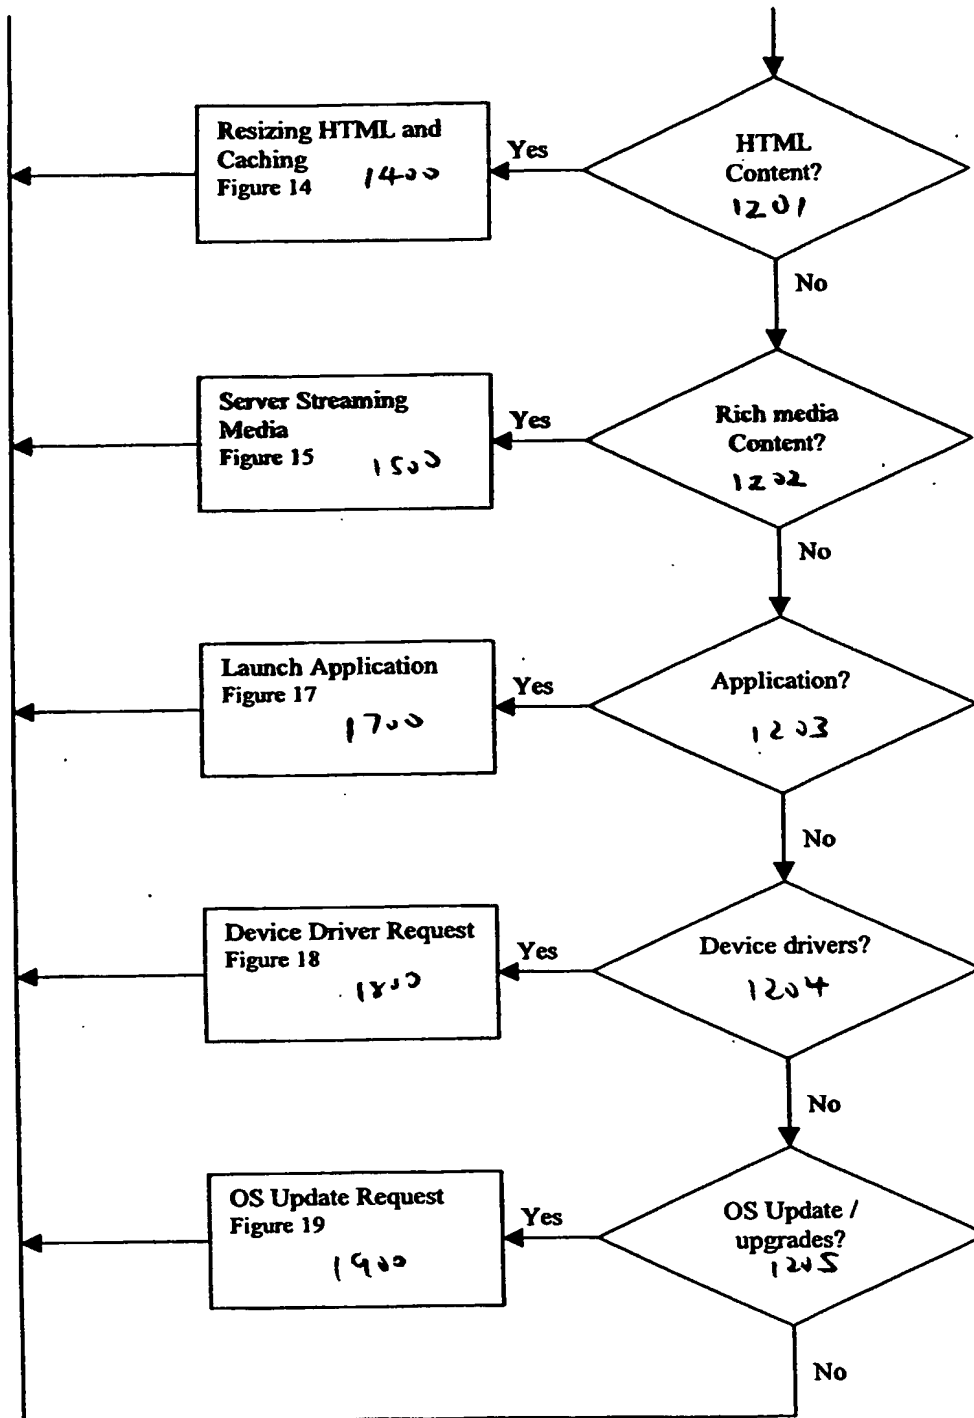 HTML
Content?
1201
Yes
Resizing HTML and
Caching
Figure 14 1400
No
Rich media
Content?
1202
Yes
Server Streaming
Media
Figure 15 1500
No
Application?
1203
Yes
Launch Application
Figure 17
1700
No
Device drivers?
1204
Yes
Device Driver Request
Figure 18
1800
No
OS Update /
upgrades?
1205
Yes
OS Update Request
Figure 19
1900
No